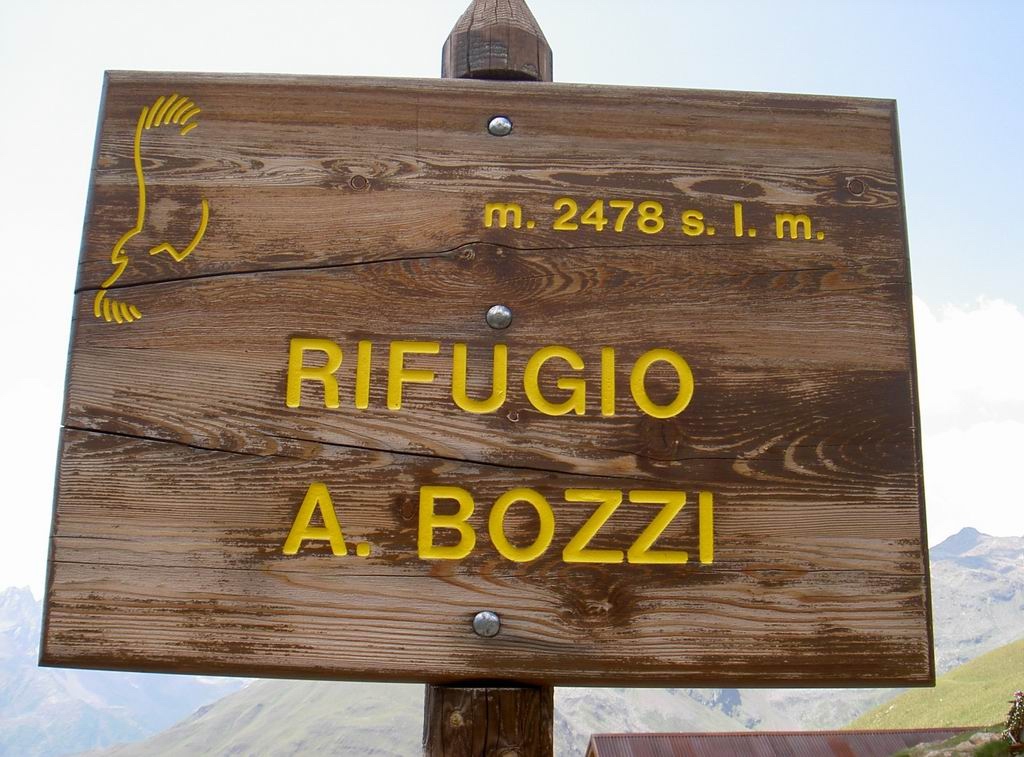 m. 2478 s. l. m.
RIFUGIO
A. BOZZI